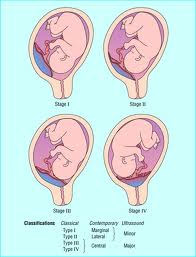 Stage I Stage II
Stage III Stage IV
Classifications Classical Contemporary Ultrasound
Type I Marginal Minor
Type II Lateral
Type III Central Major
Type IV